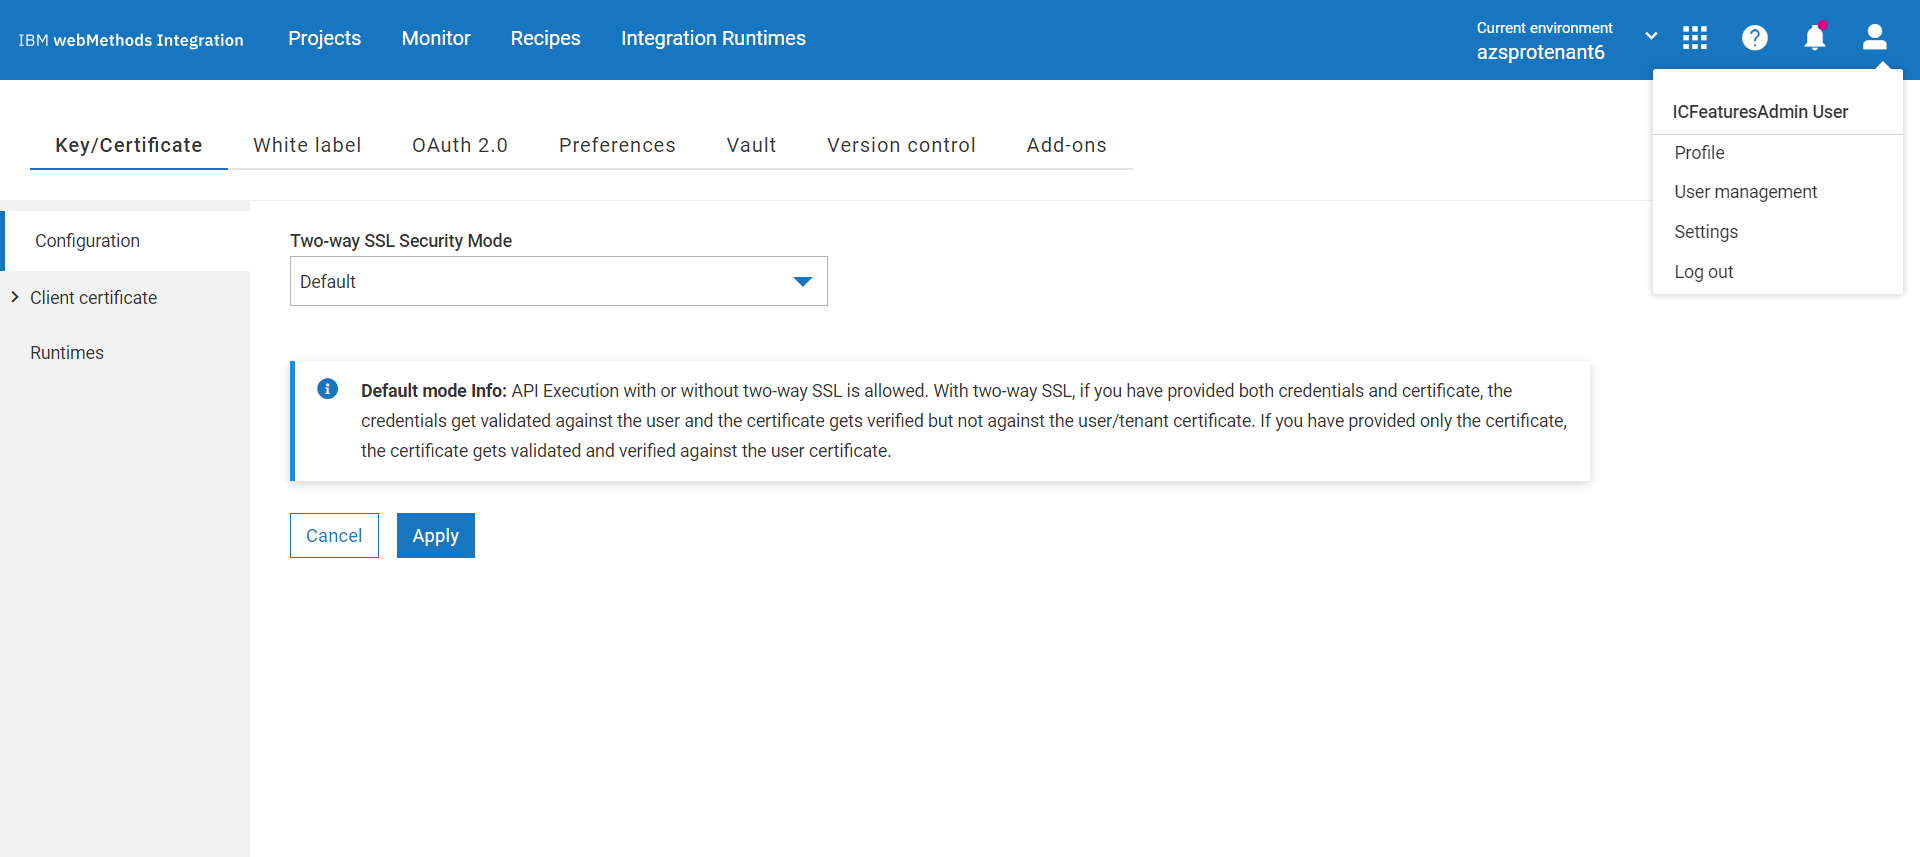 IBM webMethods Integration
Projects
Monitor
Recipes
Integration Runtimes
Current environment
azsprotenant6
ICFeaturesAdmin User
Profile
User management
Settings
Log out
Key/Certificate
White label
OAuth 2.0
Preferences
Vault
Version control
Add-ons
Configuration
Client certificate
Runtimes
Two-way SSL Security Mode
Default
Default mode Info: API Execution with or without two-way SSL is allowed. With two-way SSL, if you have provided both credentials and certificate, the
credentials get validated against the user and the certificate gets verified but not against the user/tenant certificate. If you have provided only the certificate,
the certificate gets validated and verified against the user certificate.
Cancel
Apply